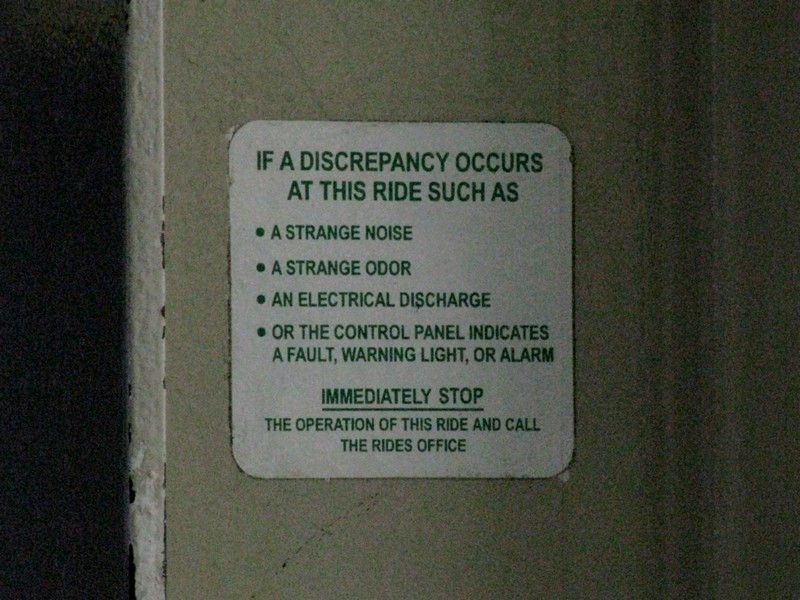 IF A DISCREPANCY OCCURS
AT THIS RIDE SUCH AS
• A STRANGE NOISE
• A STRANGE ODOR
• AN ELECTRICAL DISCHARGE
• OR THE CONTROL PANEL INDICATES
A FAULT, WARNING LIGHT, OR ALARM
IMMEDIATELY STOP
THE OPERATION OF THIS RIDE AND CALL
THE RIDES OFFICE